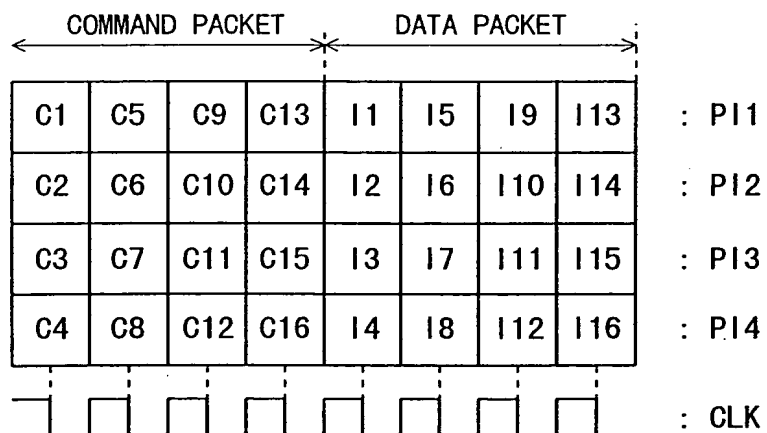 COMMAND PACKET DATA PACKET
C1 C5 C9 C13 I1 I5 I9 I13 : PI1
C2 C6 C10 C14 I2 I6 I10 I14 : PI2
C3 C7 C11 C15 I3 I7 I11 I15 : PI3
C4 C8 C12 C16 I4 I8 I12 I16 : PI4
: CLK